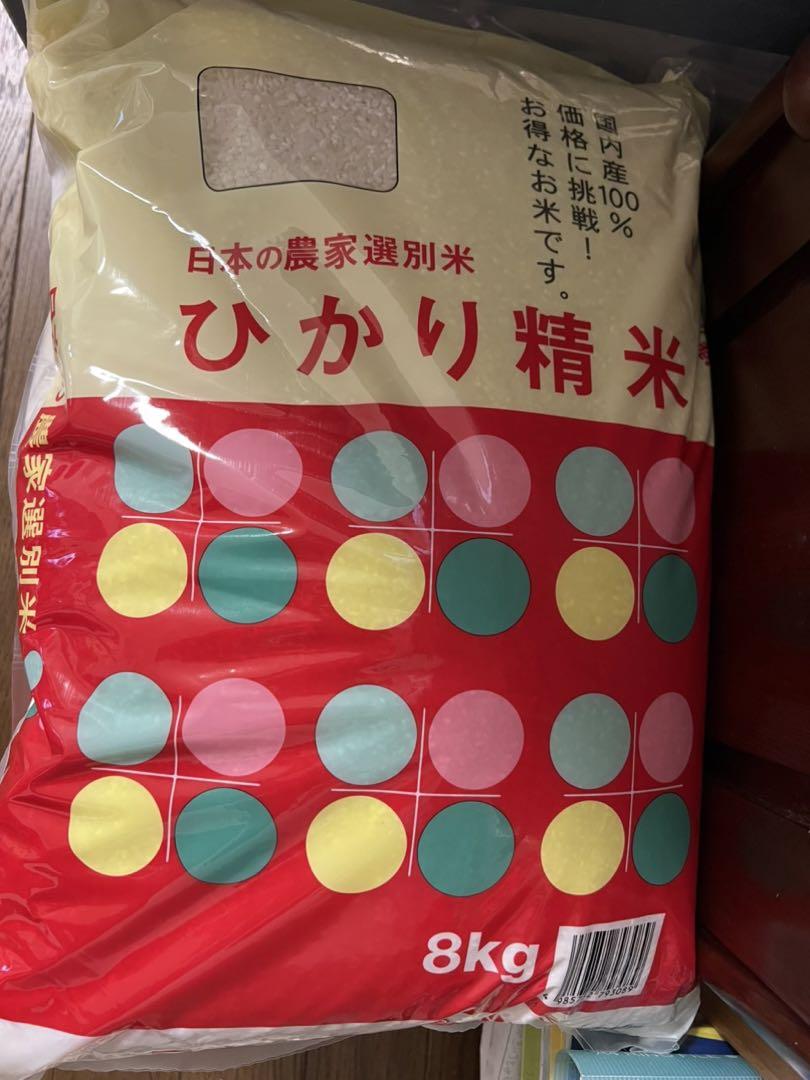 国内産100%
価格に挑戦!
お得なお米です。
日本の農家選別米
ひかり精米
農家選別米
8kg